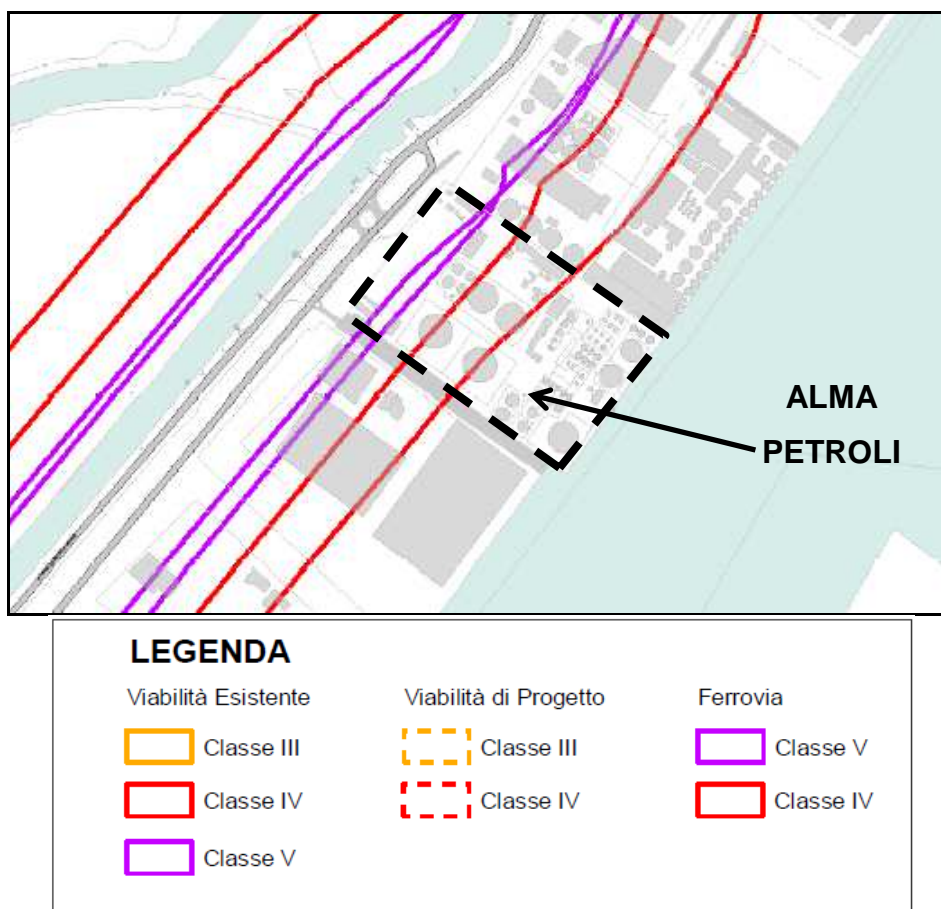 ALMA
PETROLI
LEGENDA
Viabilità Esistente
Viabilità di Progetto
Ferrovia
Classe III
Classe III
Classe V
Classe IV
Classe IV
Classe IV
Classe V